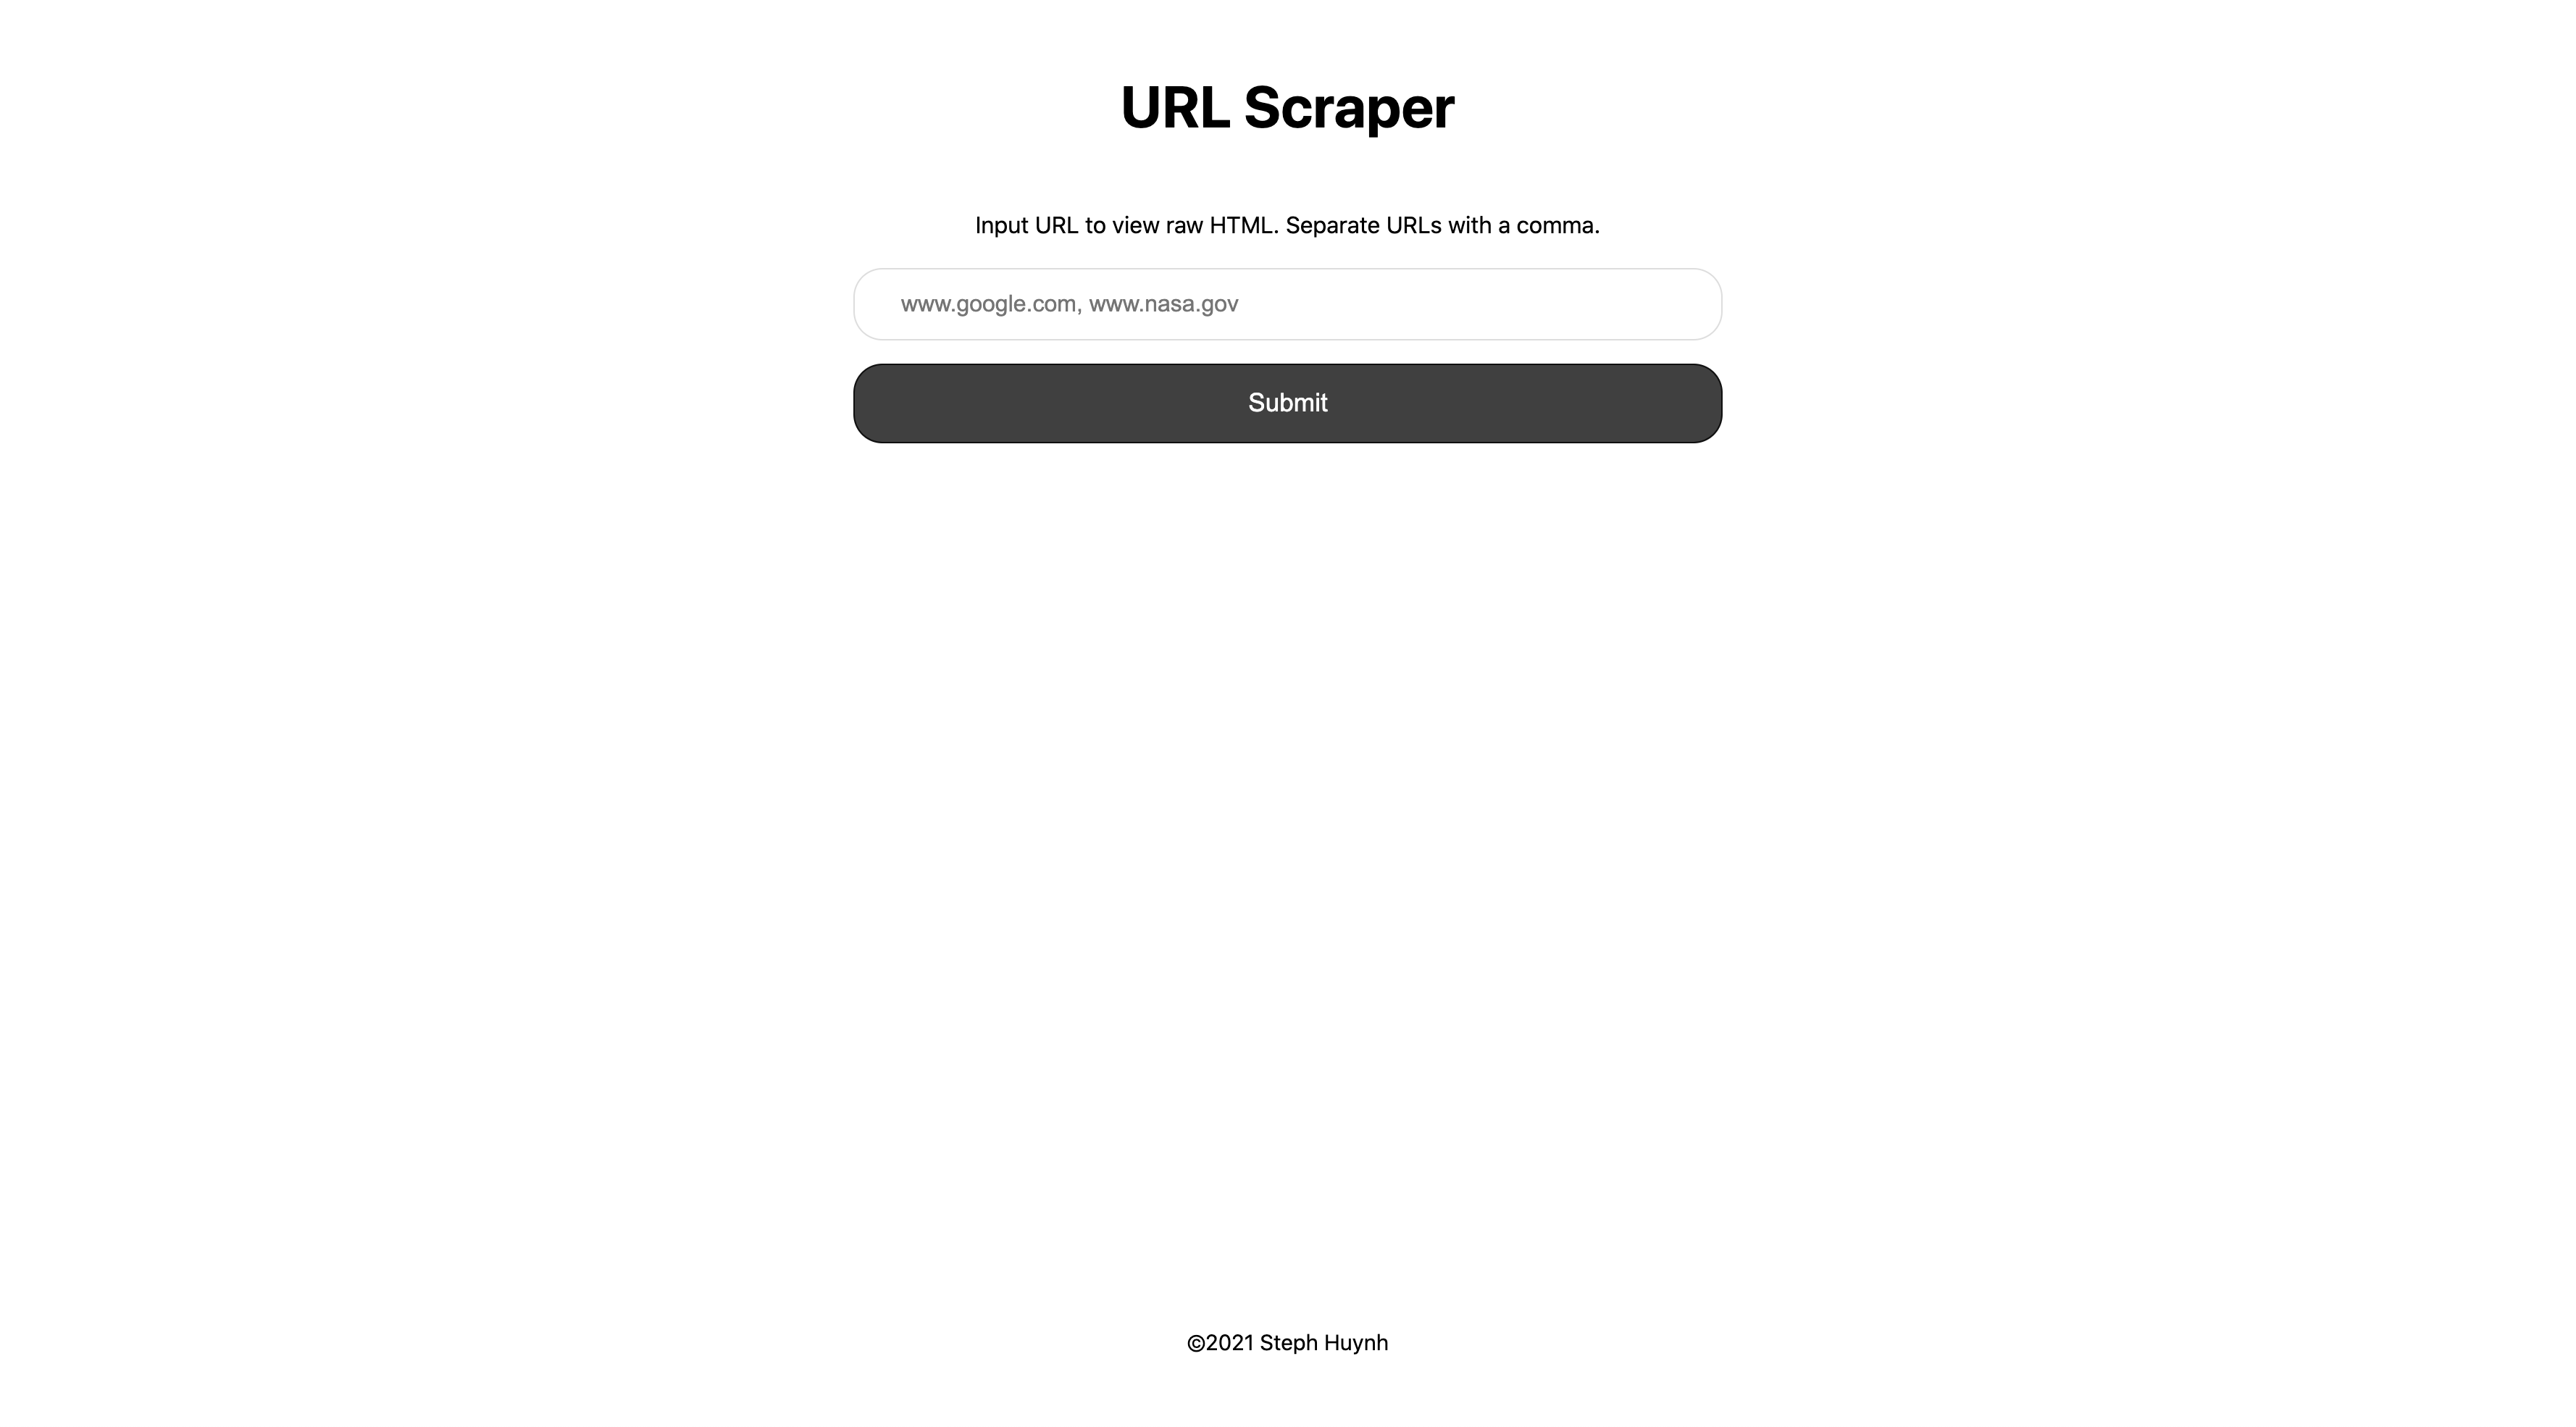 URL Scraper
Input URL to view raw HTML. Separate URLs with a comma.
www.google.com, www.nasa.gov
Submit
©2021 Steph Huynh